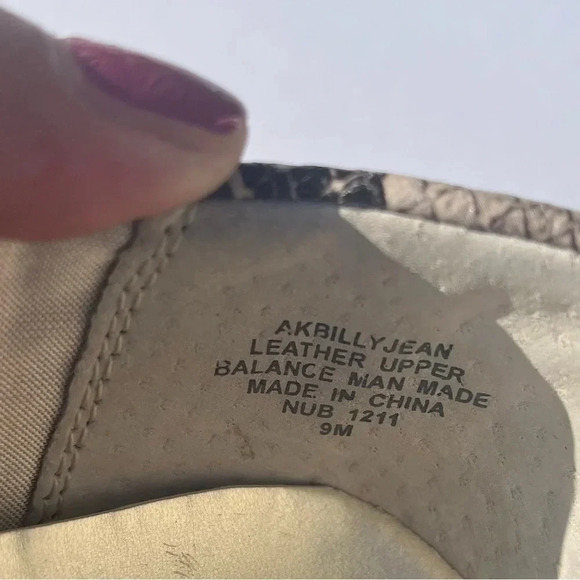 AKBILLYJEAN
LEATHER UPPER
BALANCE MAN MADE
MADE IN CHINA
NUB 1211
9M